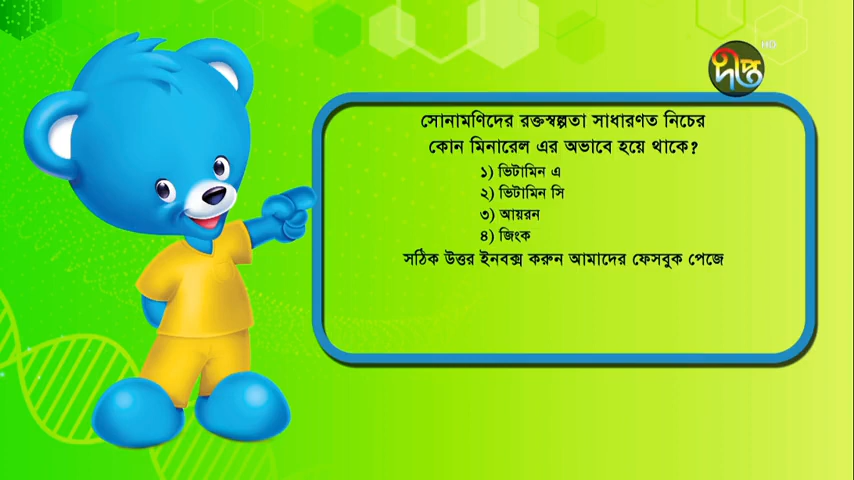 দীপ্ত
HD
সোনামণিদের রক্তস্বল্পতা সাধারণত নিচের
কোন মিনারেল এর অভাবে হয়ে থাকে?
১) ভিটামিন এ
২) ভিটামিন সি
৩) আয়রন
৪) জিংক
সঠিক উত্তর ইনবক্স করুন আমাদের ফেসবুক পেজে